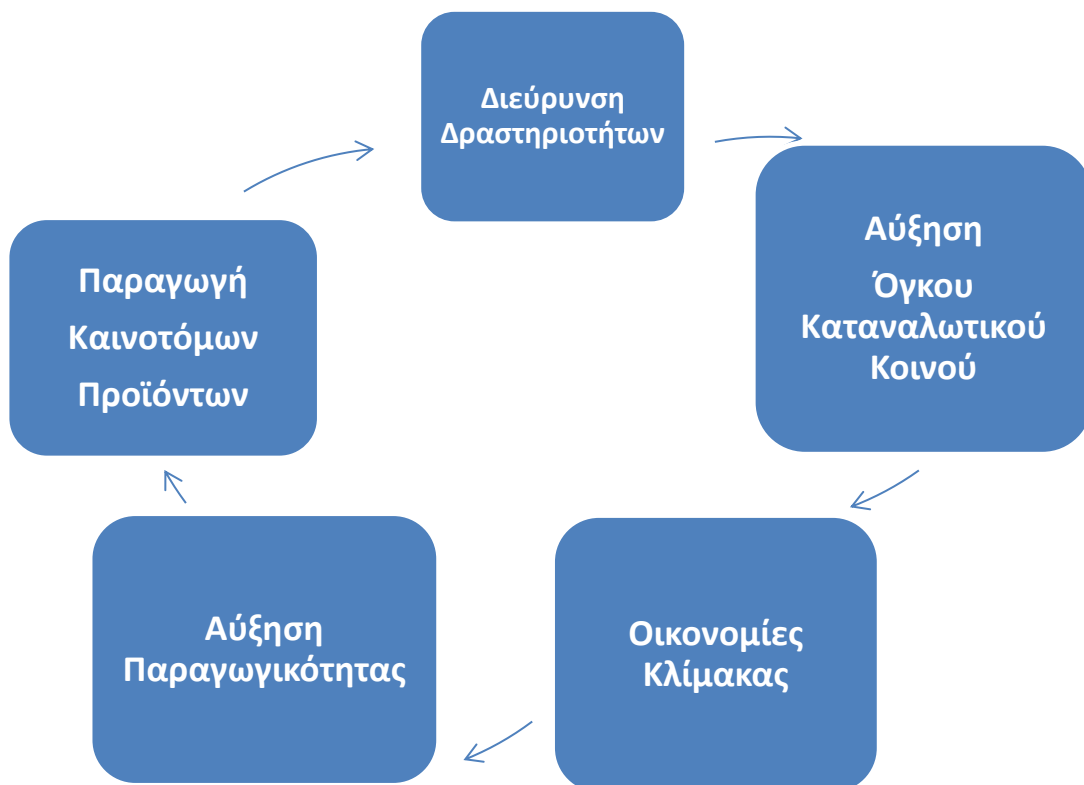 Διεύρυνση
Δραστηριοτήτων
Αύξηση
Όγκου
Καταναλωτικού
Κοινού
Οικονομίες
Κλίμακας
Αύξηση
Παραγωγικότητας
Παραγωγή
Καινοτόμων
Προϊόντων